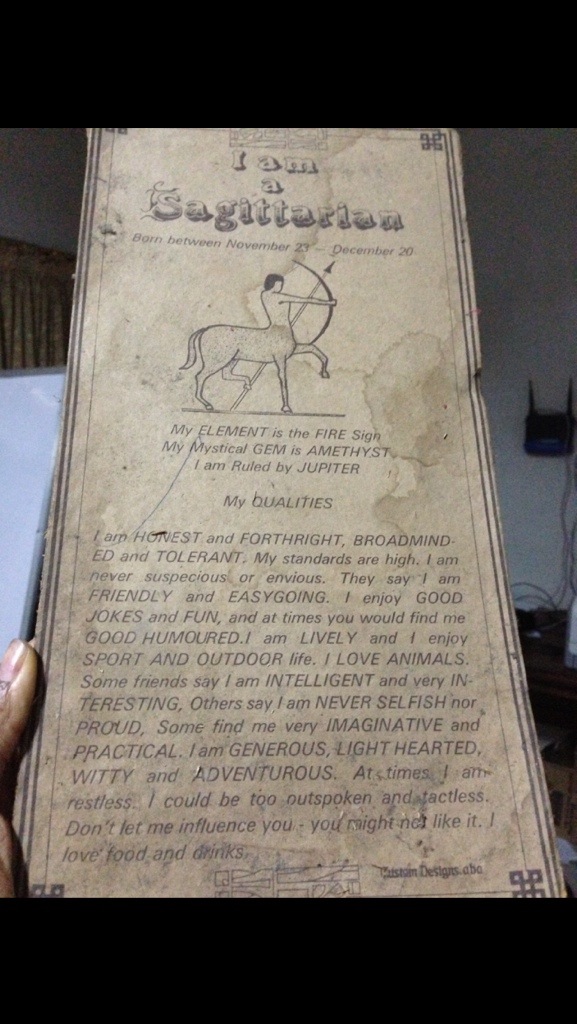 I am
a
Sagittarian
Born between November 23 — December 20
My ELEMENT is the FIRE Sign
My Mystical GEM is AMETHYST
I am Ruled by JUPITER
My QUALITIES
I am HONEST and FORTHRIGHT, BROADMIND-
ED and TOLERANT. My standards are high. I am
never suspecious or envious. They say I am
FRIENDLY and EASYGOING. I enjoy GOOD
JOKES and FUN, and at times you would find me
GOOD HUMOURED.I am LIVELY and I enjoy
SPORT AND OUTDOOR life. I LOVE ANIMALS.
Some friends say I am INTELLIGENT and very IN-
TERESTING, Others say I am NEVER SELFISH nor
PROUD, Some find me very IMAGINATIVE and
PRACTICAL. I am GENEROUS, LIGHT HEARTED,
WITTY and ADVENTUROUS. At times I am
restless. I could be too outspoken and tactless.
Don't let me influence you - you might not like it. I
love food and drinks.
Custom Designs.aba